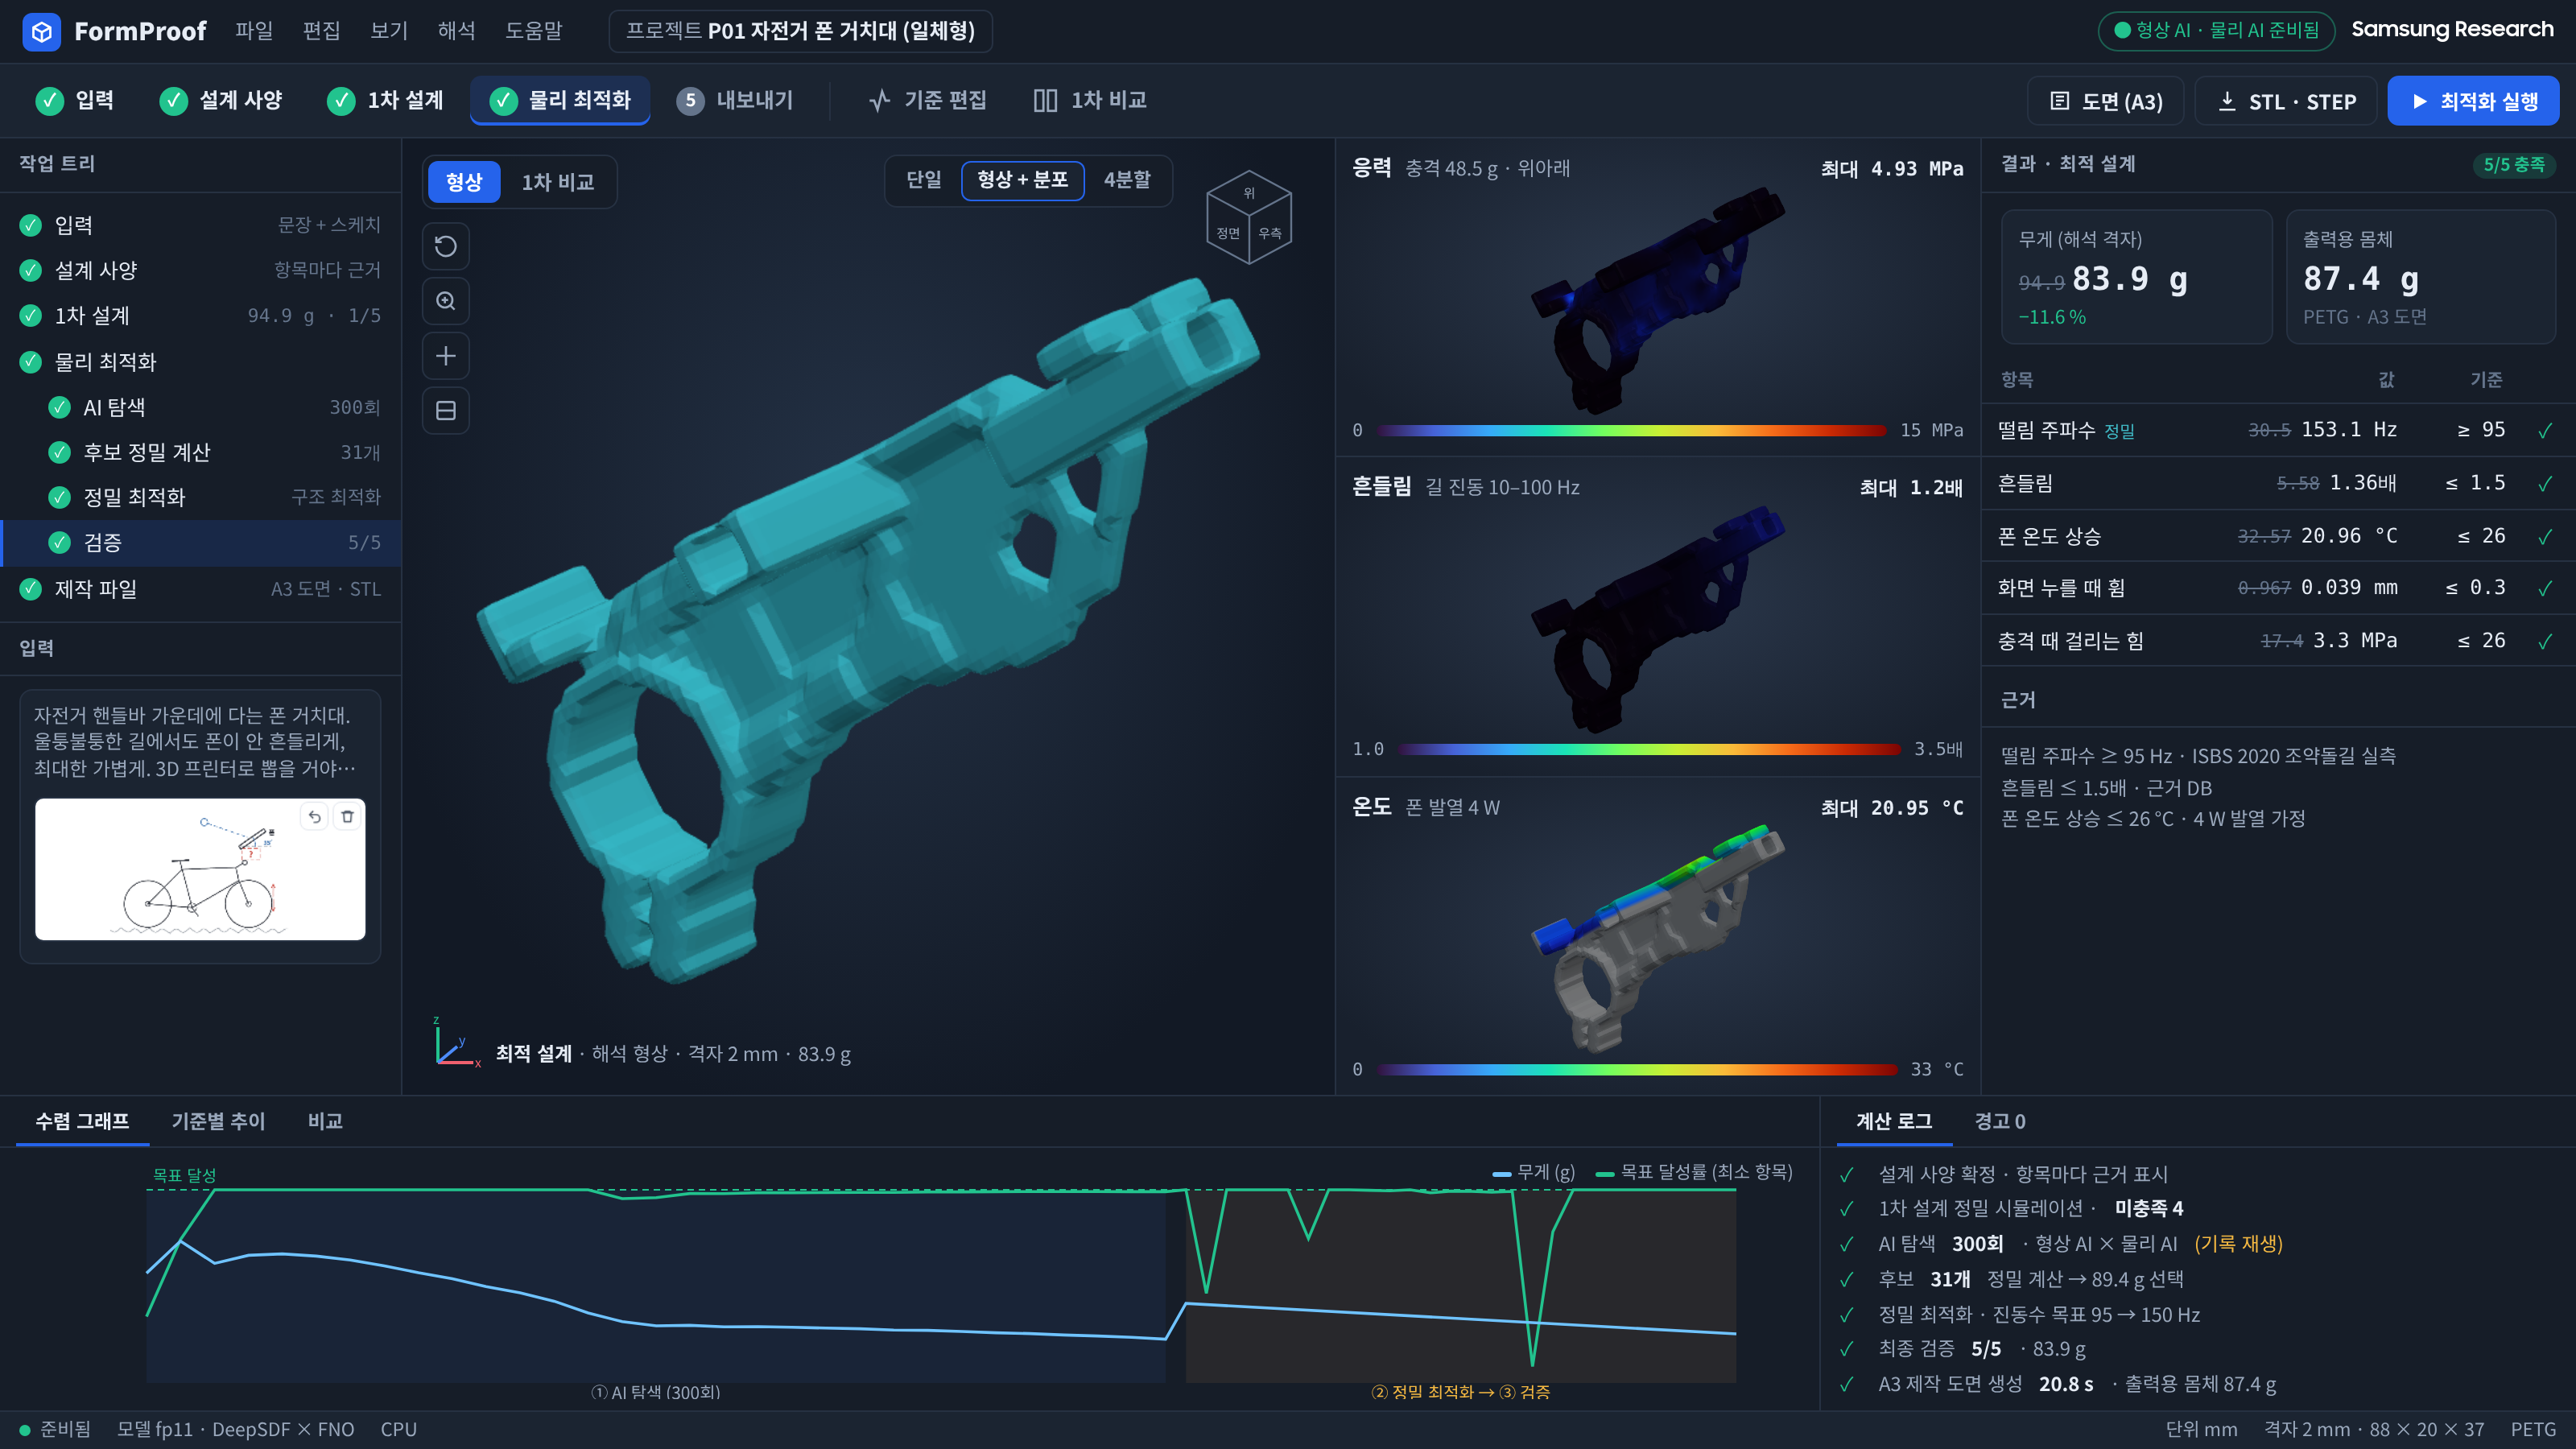 FormProof 파일 편집 보기 해석 도움말 프로젝트 P01 자전거 폰 거치대 (일체형)
형상 AI · 물리 AI 준비됨 Samsung Research
입력 설계 사양 1차 설계 물리 최적화 5 내보내기 기준 편집 1차 비교
도면 (A3) STL · STEP 최적화 실행
작업 트리
입력 문장 + 스케치
설계 사양 항목마다 근거
1차 설계 94.9 g · 1/5
물리 최적화
AI 탐색 300회
후보 정밀 계산 31개
정밀 최적화 구조 최적화
검증 5/5
제작 파일 A3 도면 · STL
입력
자전거 핸들바 가운데에 다는 폰 거치대.
울퉁불퉁한 길에서도 폰이 안 흔들리게,
최대한 가볍게. 3D 프린터로 뽑을 거야…
폰
?
형상 1차 비교
단일 형상 + 분포 4분할
위
정면 우측
z
y
x
최적 설계 · 해석 형상 · 격자 2 mm · 83.9 g
응력 충격 48.5 g · 위아래 최대 4.93 MPa
0 15 MPa
흔들림 길 진동 10–100 Hz 최대 1.2배
1.0 3.5배
온도 폰 발열 4 W 최대 20.95 °C
0 33 °C
결과 · 최적 설계 5/5 충족
무게 (해석 격자)
94.9 83.9 g
−11.6 %
출력용 몸체
87.4 g
PETG · A3 도면
항목 값 기준
떨림 주파수 정밀 30.5 153.1 Hz ≥ 95 ✓
흔들림 5.58 1.36배 ≤ 1.5 ✓
폰 온도 상승 32.57 20.96 °C ≤ 26 ✓
화면 누를 때 휨 0.967 0.039 mm ≤ 0.3 ✓
충격 때 걸리는 힘 17.4 3.3 MPa ≤ 26 ✓
근거
떨림 주파수 ≥ 95 Hz · ISBS 2020 조약돌길 실측
흔들림 ≤ 1.5배 · 근거 DB
폰 온도 상승 ≤ 26 °C · 4 W 발열 가정
수렴 그래프 기준별 추이 비교
목표 달성
무게 (g) 목표 달성률 (최소 항목)
① AI 탐색 (300회)
② 정밀 최적화 → ③ 검증
계산 로그 경고 0
✓ 설계 사양 확정 · 항목마다 근거 표시
✓ 1차 설계 정밀 시뮬레이션 · 미충족 4
✓ AI 탐색 300회 · 형상 AI × 물리 AI (기록 재생)
✓ 후보 31개 정밀 계산 → 89.4 g 선택
✓ 정밀 최적화 · 진동수 목표 95 → 150 Hz
✓ 최종 검증 5/5 · 83.9 g
✓ A3 제작 도면 생성 20.8 s · 출력용 몸체 87.4 g
준비됨 모델 fp11 · DeepSDF × FNO CPU
단위 mm 격자 2 mm · 88 × 20 × 37 PETG